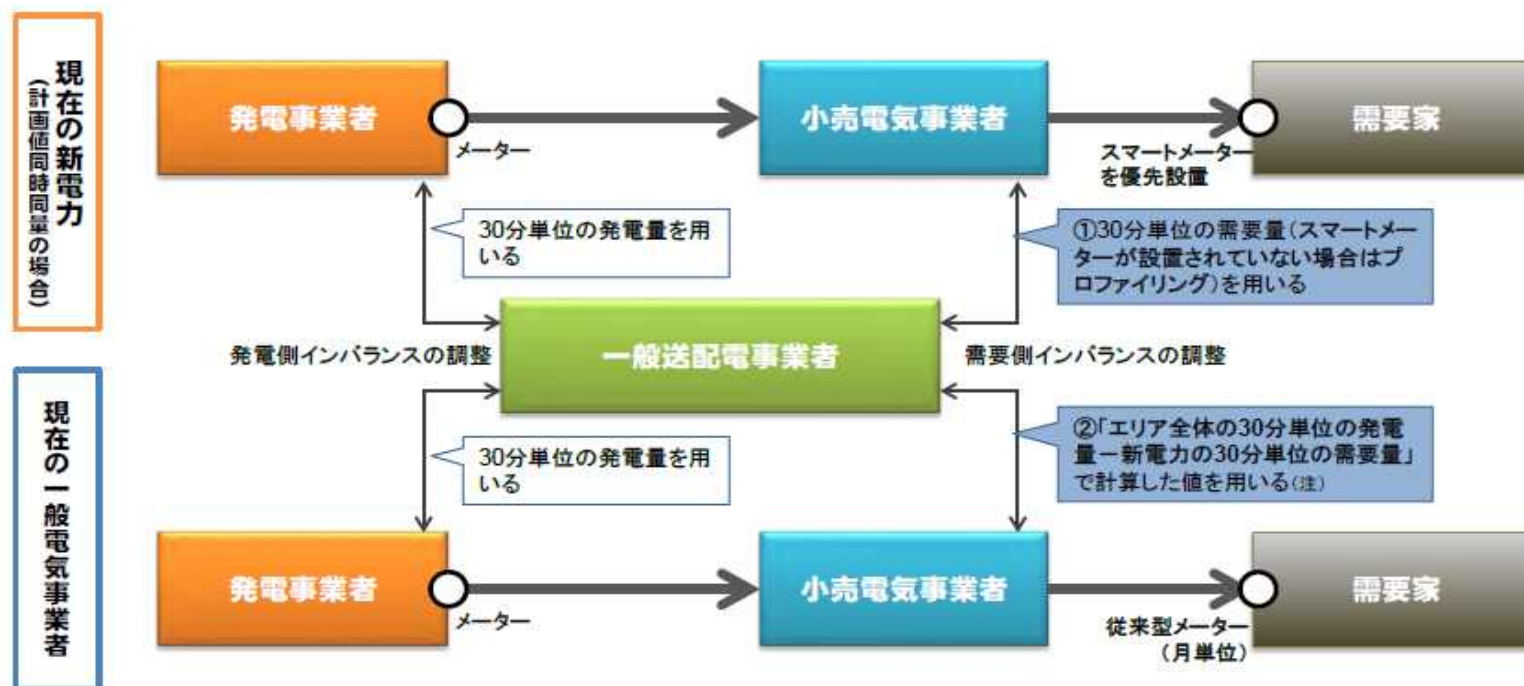 現在の新電力
(計画値同時同量の場合)
発電事業者
メーター
小売電気事業者
スマートメーター
を優先設置
需要家
30分単位の発電量を用
いる
①30分単位の需要量(スマートメー
ターが設置されていない場合はプ
ロファイリング)を用いる
発電側インバランスの調整
一般送配電事業者
需要側インバランスの調整
現在の一般電気事業者
30分単位の発電量を用
いる
②「エリア全体の30分単位の発電
量－新電力の30分単位の需要量」
で計算した値を用いる(注)
発電事業者
メーター
小売電気事業者
従来型メーター
(月単位)
需要家